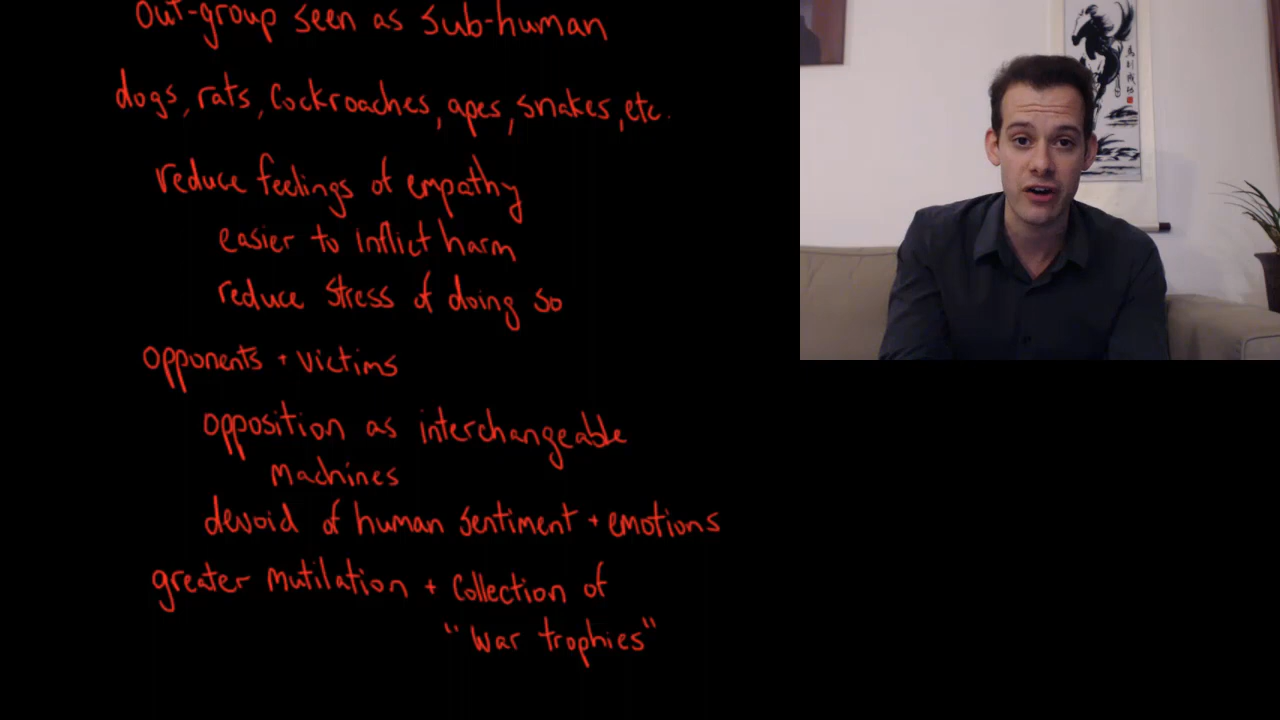 Out-group seen as sub-human
dogs, rats, cockroaches, apes, snakes, etc.
reduce feelings of empathy
easier to inflict harm
reduce stress of doing so
opponents + victims
opposition as interchangeable
machines
devoid of human sentiment + emotions
greater mutilation + collection of
"war trophies"